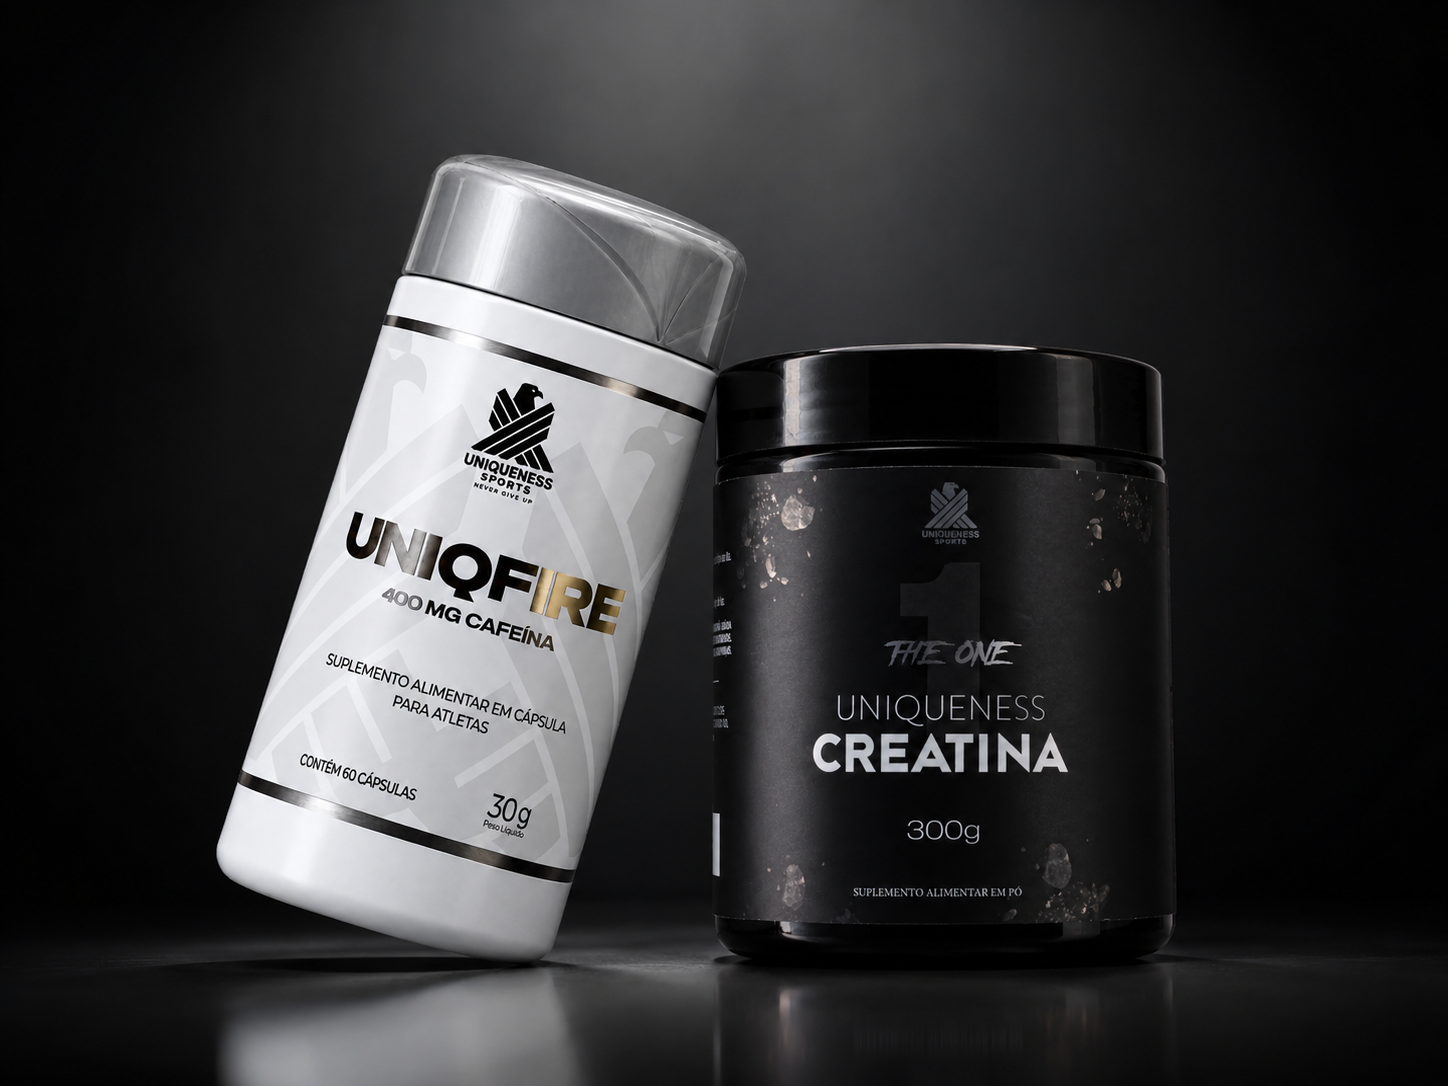 UNIQUENESS
SPORTS
NEVER GIVE UP
UNIQFIRE
400 MG CAFEÍNA
SUPLEMENTO ALIMENTAR EM CÁPSULA
PARA ATLETAS
CONTÉM 60 CÁPSULAS
30g
Peso Líquido
UNIQUENESS
SPORTS
1
THE ONE
UNIQUENESS
CREATINA
300g
SUPLEMENTO ALIMENTAR EM PÓ